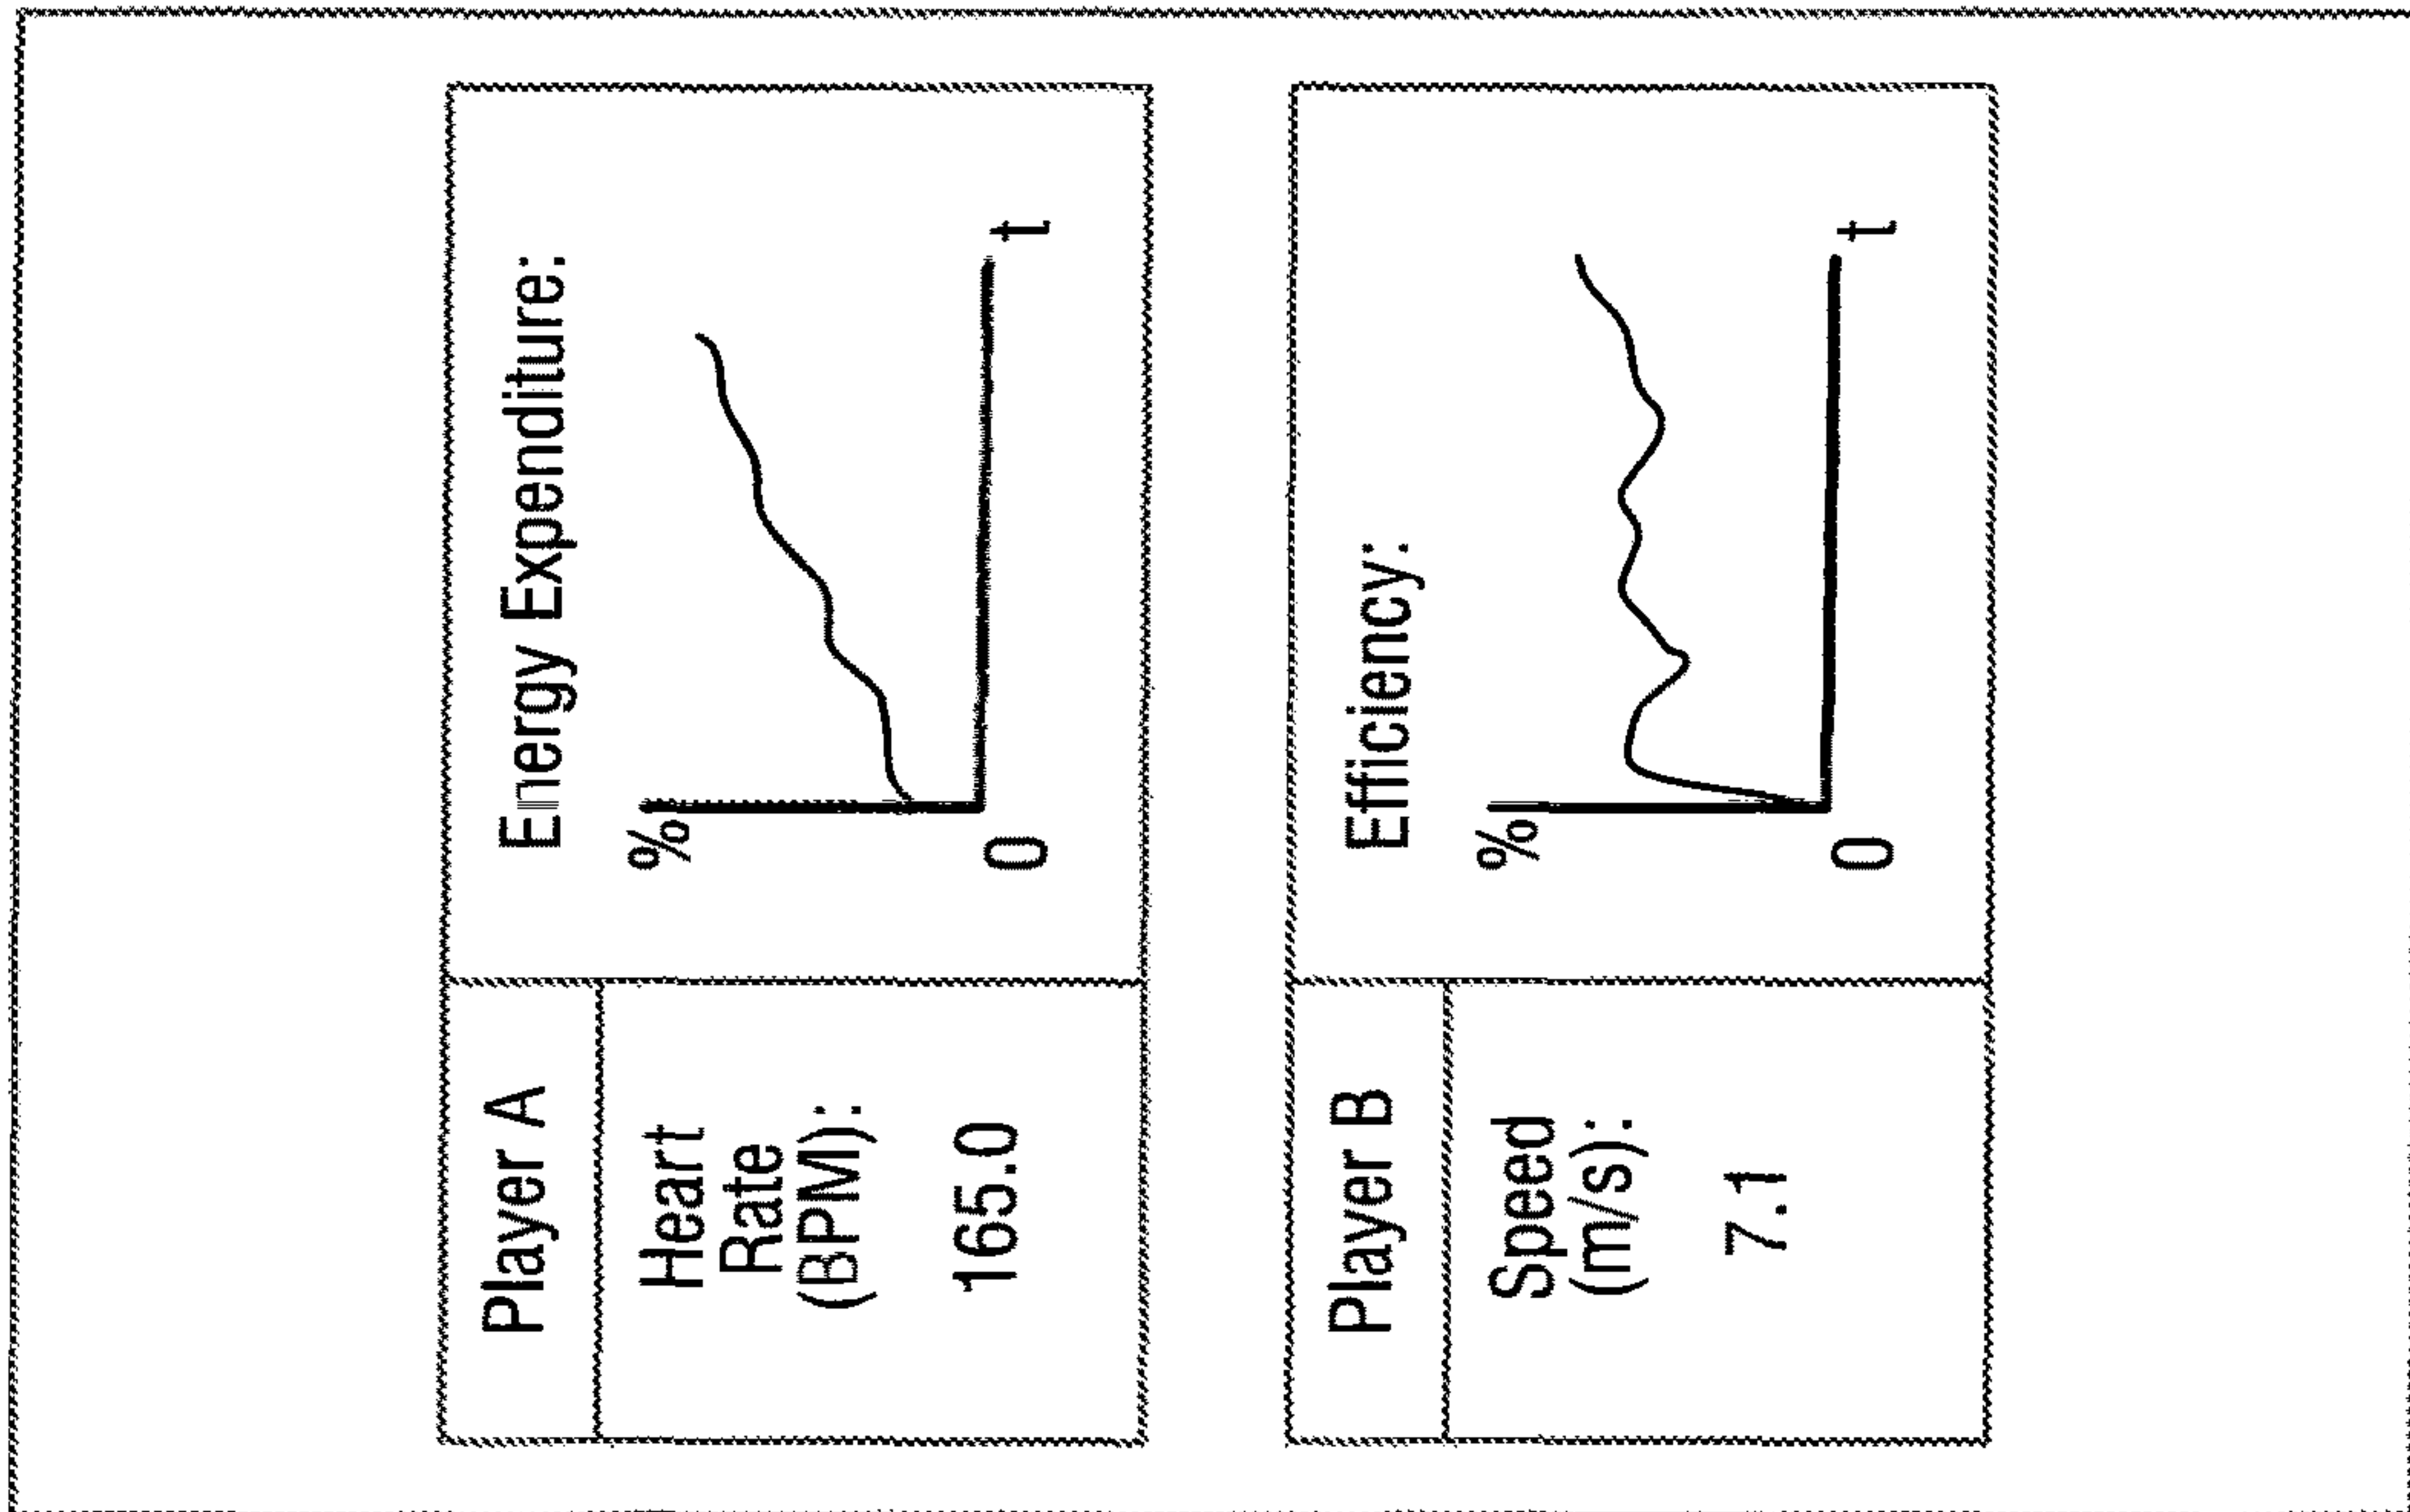 Player A
Heart
Rate
(BPM):
165.0
Energy Expenditure:
%
0
t
Player B
Speed
(m/s):
7.1
Efficiency:
%
0
t